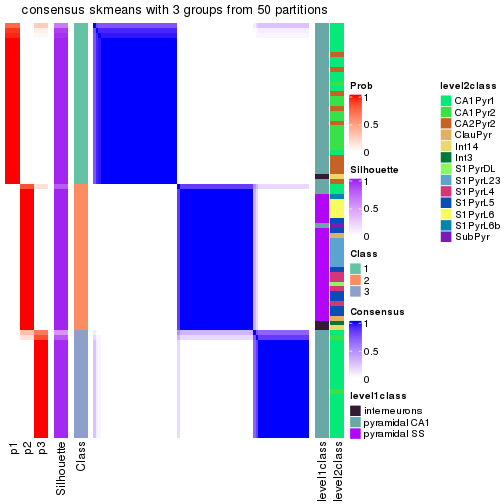 consensus skmeans with 3 groups from 50 partitions
Prob
1
0.5
0
Silhouette
1
0.5
0
Class
1
2
3
Consensus
1
0.5
0
level1class
interneurons
pyramidal CA1
pyramidal SS
level2class
CA1Pyr1
CA1Pyr2
CA2Pyr2
ClauPyr
Int14
Int3
S1PyrDL
S1PyrL23
S1PyrL4
S1PyrL5
S1PyrL6
S1PyrL6b
SubPyr
p1
p2
p3
Silhouette
Class
level1class
level2class